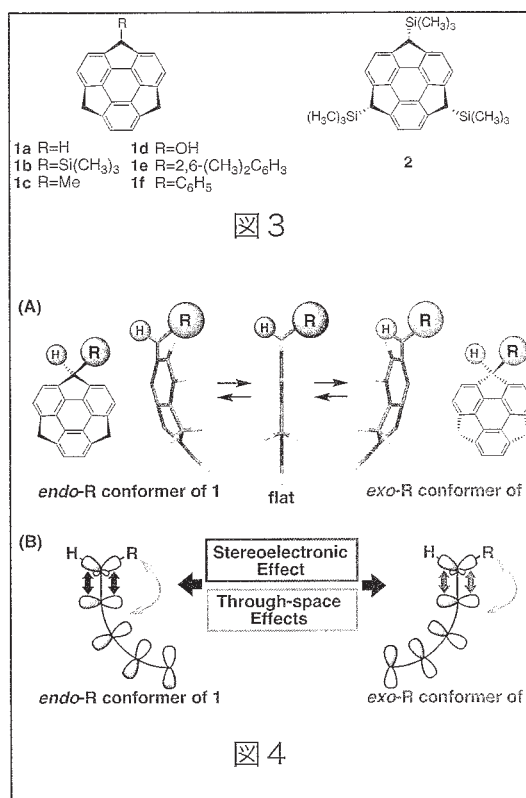 R
Si(CH₃)₃
(H₃C)₃Si
Si(CH₃)₃
1a R=H 1d R=OH
1b R=Si(CH₃)₃ 1e R=2,6-(CH₃)₂C₆H₃
1c R=Me 1f R=C₆H₅
2
図3
(A)
H R
H R
H R
H R
H R
endo-R conformer of 1
flat
exo-R conformer of
(B)
H R
Stereoelectronic
Effect
Through-space
Effects
H R
endo-R conformer of 1
exo-R conformer of
図4